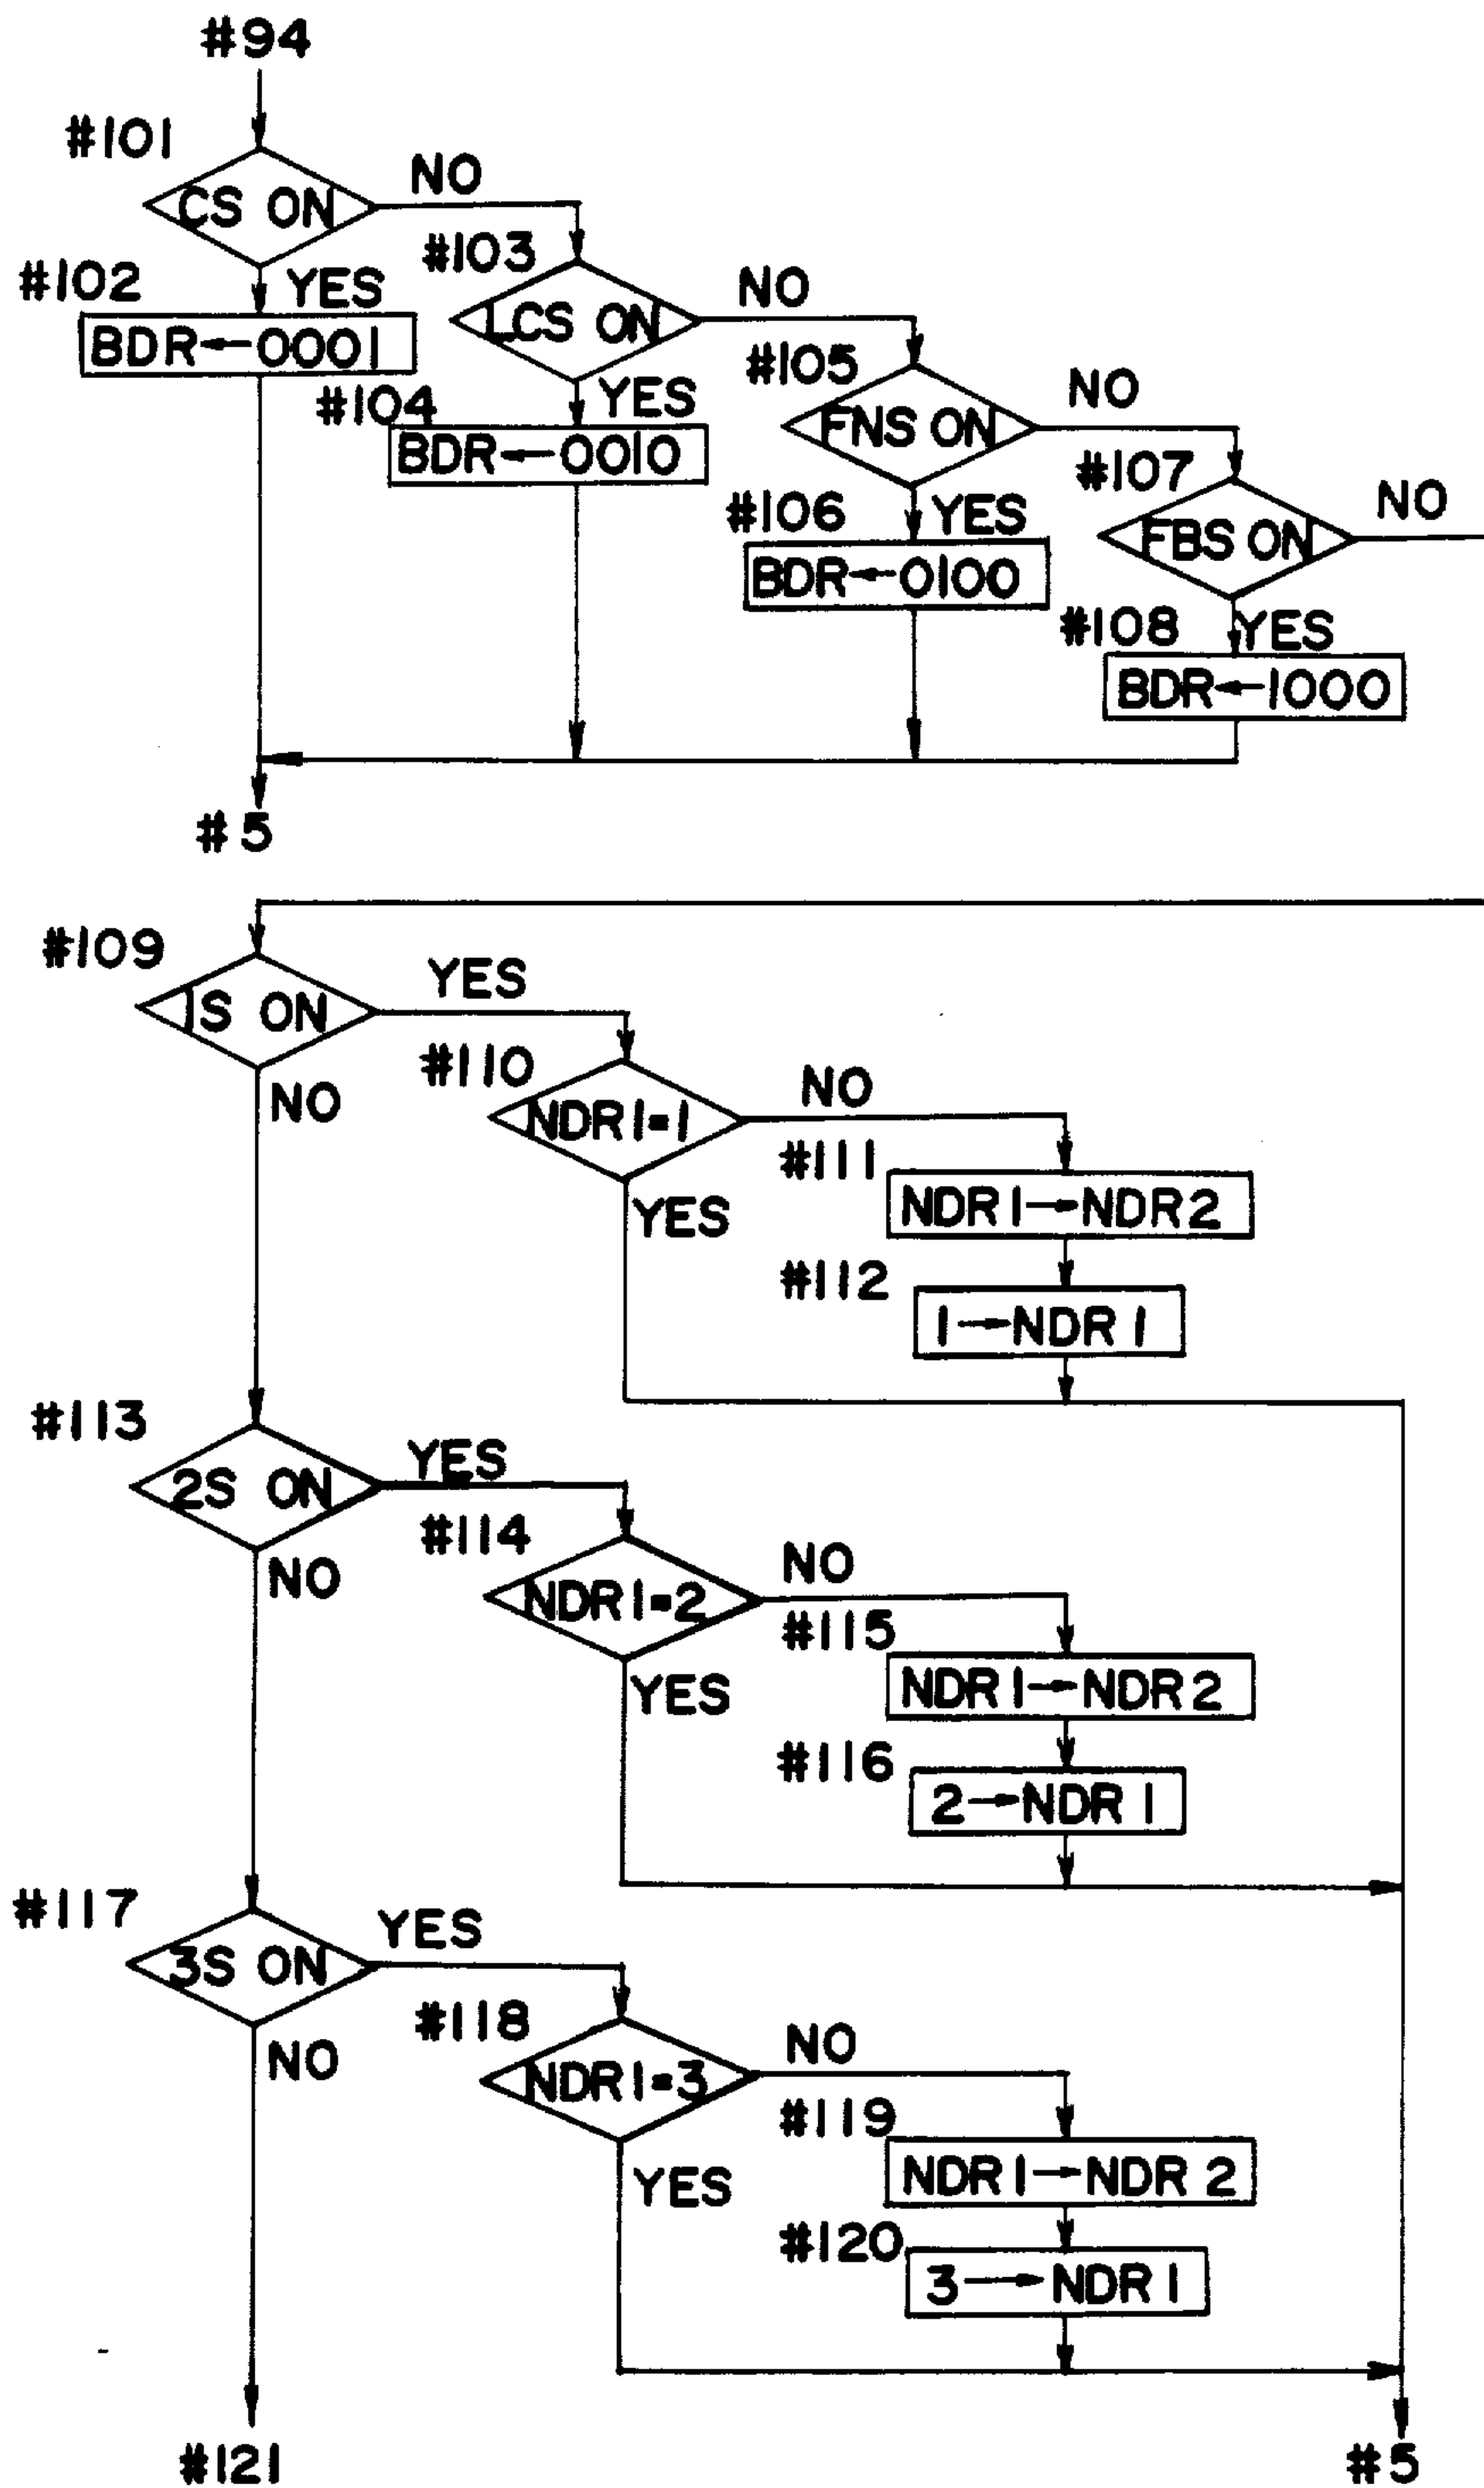 #94
#101
CS ON
NO
#102
YES
BDR←0001
#103
LCS ON
NO
#104
YES
BDR←0010
#105
FNS ON
NO
#106
YES
BDR←0100
#107
FBS ON
NO
#108
YES
BDR←1000
#5
#109
1S ON
YES
NO
#110
NDR1=1
NO
YES
#111
NDR1→NDR2
#112
1→NDR1
#113
2S ON
YES
NO
#114
NDR1=2
NO
YES
#115
NDR1→NDR2
#116
2→NDR1
#117
3S ON
YES
NO
#118
NDR1=3
NO
YES
#119
NDR1→NDR2
#120
3→NDR1
#121
#5